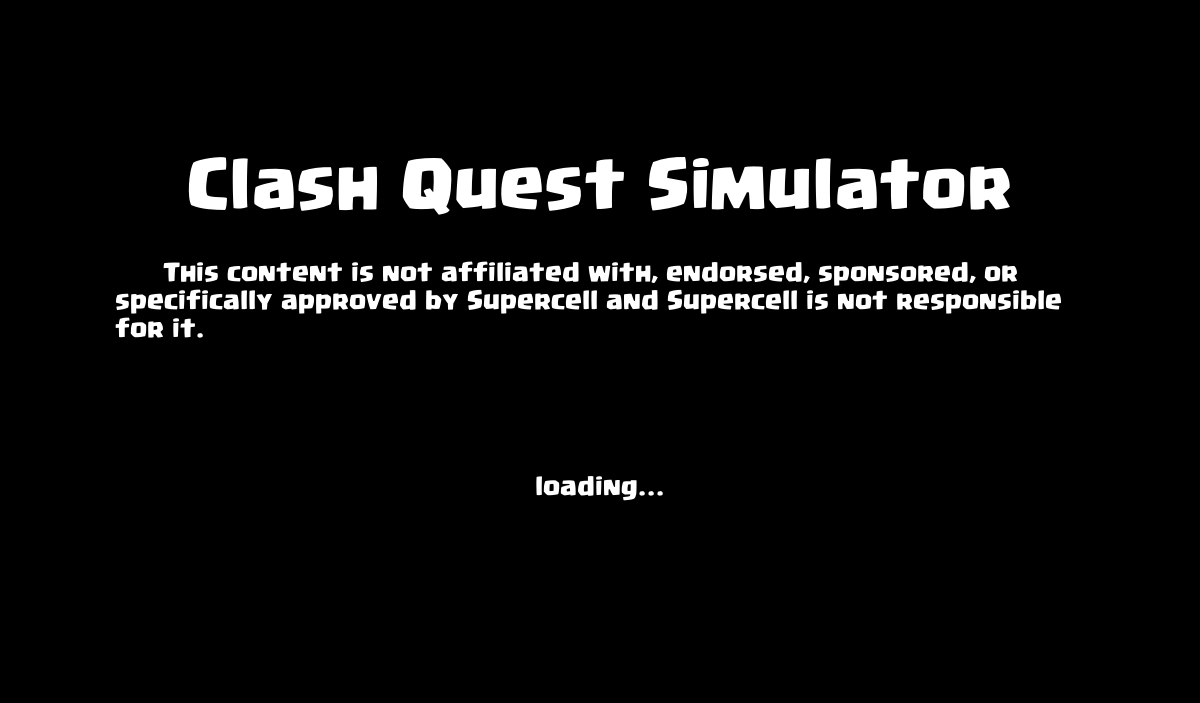 Clash Quest Simulator
This content is not affiliated with, endorsed, sponsored, or
specifically approved by Supercell and Supercell is not responsible
for it.
loading...